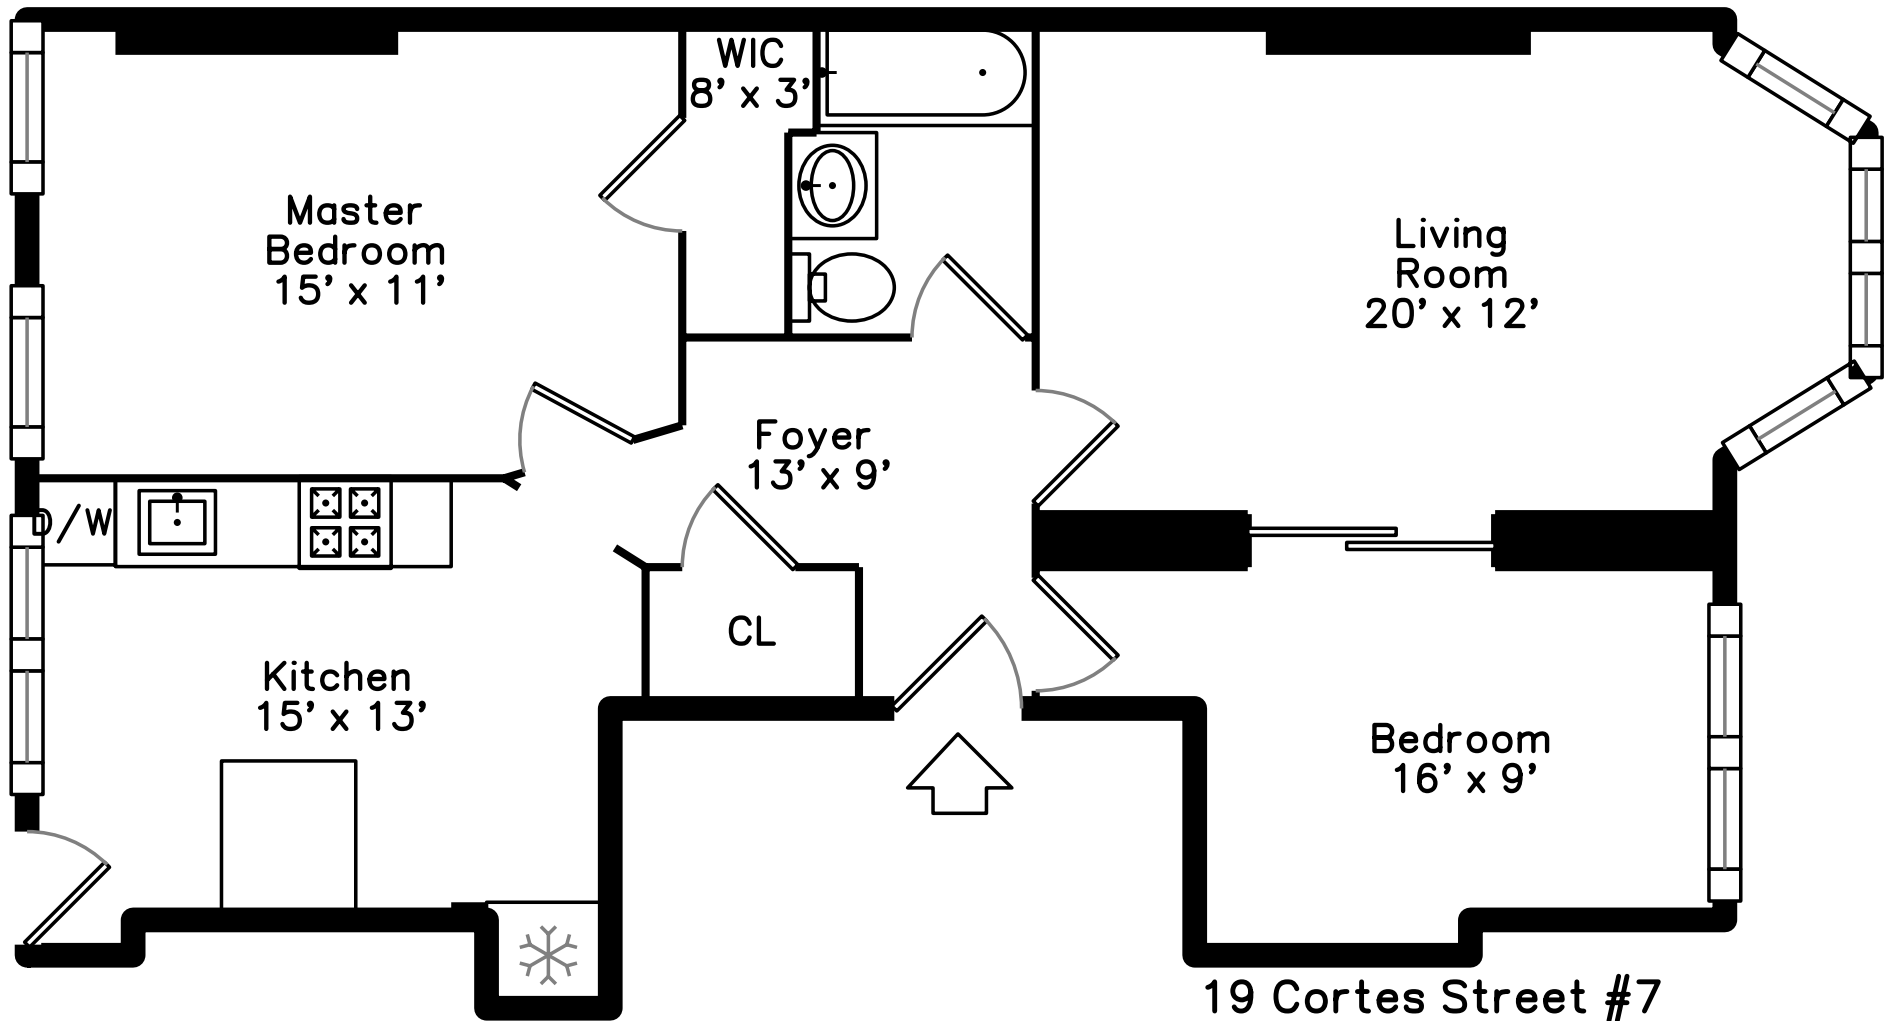 WIC
8' x 3'
Master
Bedroom
15' x 11'
Living
Room
20' x 12'
Foyer
13' x 9'
D/W
CL
Kitchen
15' x 13'
Bedroom
16' x 9'
19 Cortes Street #7